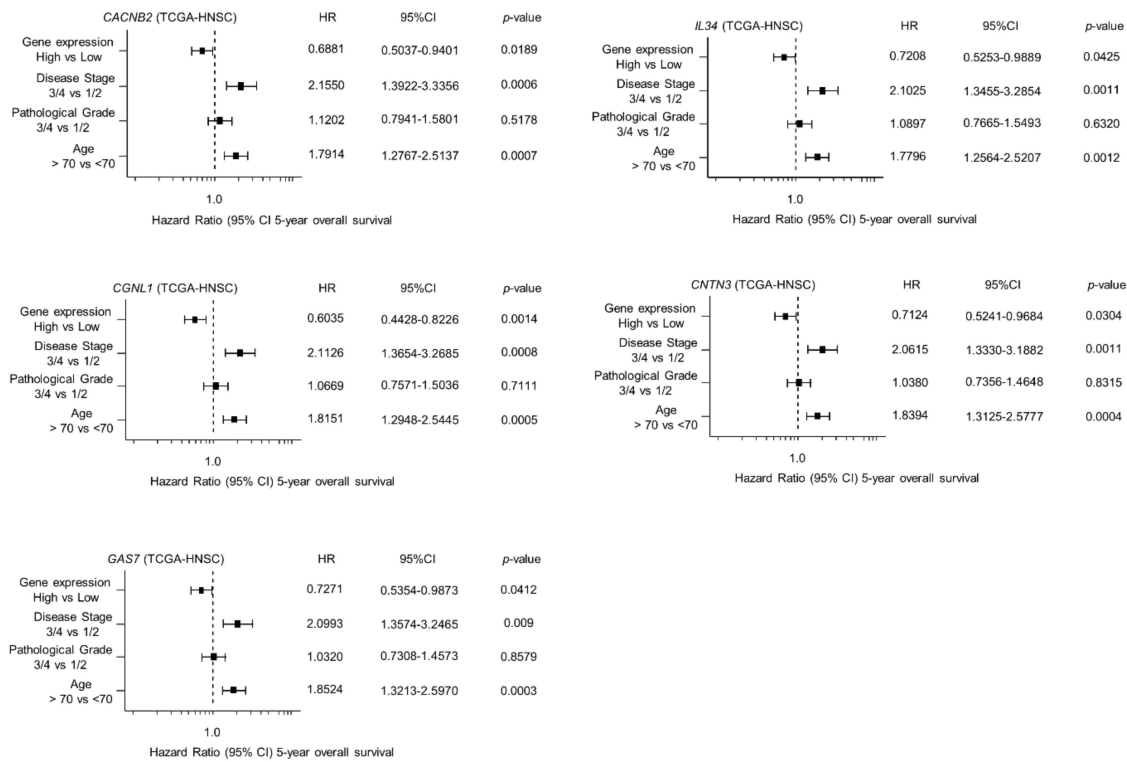 CACNB2 (TCGA-HNSC) HR 95%CI p-value
Gene expression
High vs Low 0.6881 0.5037-0.9401 0.0189
Disease Stage
3/4 vs 1/2 2.1550 1.3922-3.3356 0.0006
Pathological Grade
3/4 vs 1/2 1.1202 0.7941-1.5801 0.5178
Age
> 70 vs <70 1.7914 1.2767-2.5137 0.0007
1.0
Hazard Ratio (95% CI 5-year overall survival
IL34 (TCGA-HNSC) HR 95%CI p-value
Gene expression
High vs Low 0.7208 0.5253-0.9889 0.0425
Disease Stage
3/4 vs 1/2 2.1025 1.3455-3.2854 0.0011
Pathological Grade
3/4 vs 1/2 1.0897 0.7665-1.5493 0.6320
Age
> 70 vs <70 1.7796 1.2564-2.5207 0.0012
1.0
Hazard Ratio (95% CI) 5-year overall survival
CGNL1 (TCGA-HNSC) HR 95%CI p-value
Gene expression
High vs Low 0.6035 0.4428-0.8226 0.0014
Disease Stage
3/4 vs 1/2 2.1126 1.3654-3.2685 0.0008
Pathological Grade
3/4 vs 1/2 1.0669 0.7571-1.5036 0.7111
Age
> 70 vs <70 1.8151 1.2948-2.5445 0.0005
1.0
Hazard Ratio (95% CI) 5-year overall survival
CNTN3 (TCGA-HNSC) HR 95%CI p-value
Gene expression
High vs Low 0.7124 0.5241-0.9684 0.0304
Disease Stage
3/4 vs 1/2 2.0615 1.3330-3.1882 0.0011
Pathological Grade
3/4 vs 1/2 1.0380 0.7356-1.4648 0.8315
Age
> 70 vs <70 1.8394 1.3125-2.5777 0.0004
1.0
Hazard Ratio (95% CI) 5-year overall survival
GAS7 (TCGA-HNSC) HR 95%CI p-value
Gene expression
High vs Low 0.7271 0.5354-0.9873 0.0412
Disease Stage
3/4 vs 1/2 2.0993 1.3574-3.2465 0.009
Pathological Grade
3/4 vs 1/2 1.0320 0.7308-1.4573 0.8579
Age
> 70 vs <70 1.8524 1.3213-2.5970 0.0003
1.0
Hazard Ratio (95% CI) 5-year overall survival